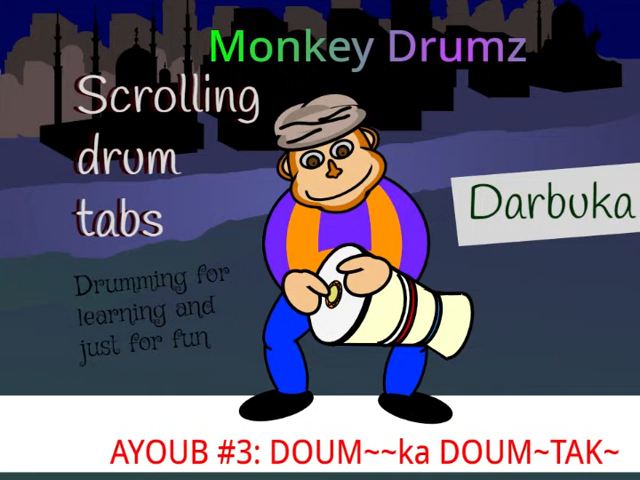 Monkey Drumz
Scrolling
drum
tabs
Darbuka
Drumming for
learning and
just for fun
AYOUB #3: DOUM~~ka DOUM~TAK~